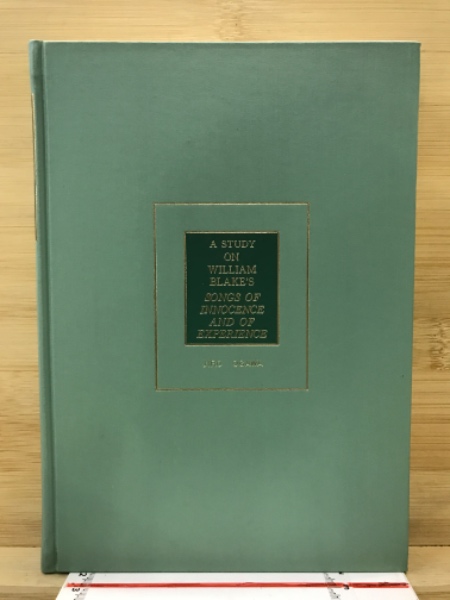 A STUDY
ON
WILLIAM
BLAKE'S
SONGS OF
INNOCENCE
AND OF
EXPERIENCE